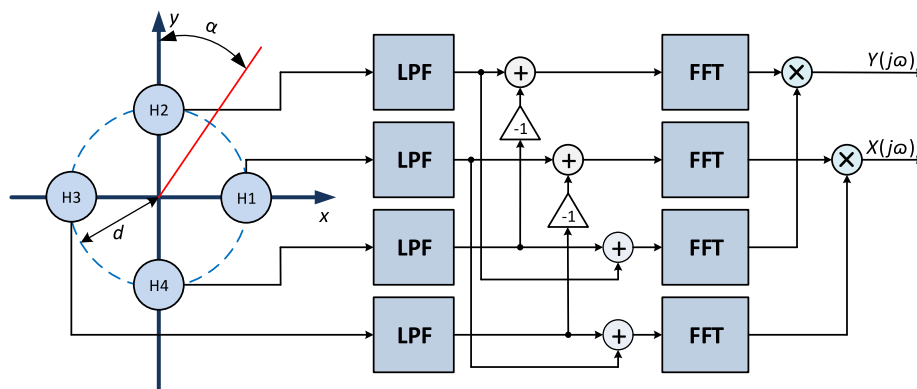 y
α
H2
H3
H1
x
d
H4
LPF
+
FFT
×
Y(jω)
-1
LPF
+
FFT
×
X(jω)
-1
LPF
+
FFT
LPF
+
FFT